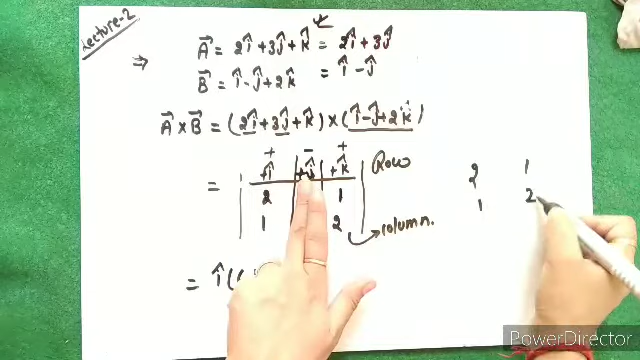 Lecture-2
⇒ A⃗ = 2î+3ĵ+k̂ = 2î+3ĵ
B⃗ = î-ĵ+2k̂ = î-ĵ
A⃗ x B⃗ = (2î+3ĵ+k̂) x (î-ĵ+2k̂)
+ - +
= | +î +ĵ +k̂ | Row
2 1
1 2 → column.
2 1
1 2
= î(
PowerDirector